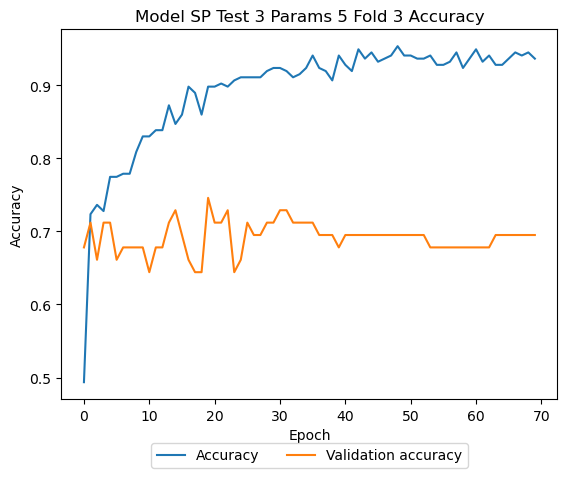 Model SP Test 3 Params 5 Fold 3 Accuracy
Accuracy
0.9
0.8
0.7
0.6
0.5
0 10 20 30 40 50 60 70
Epoch
Accuracy Validation accuracy